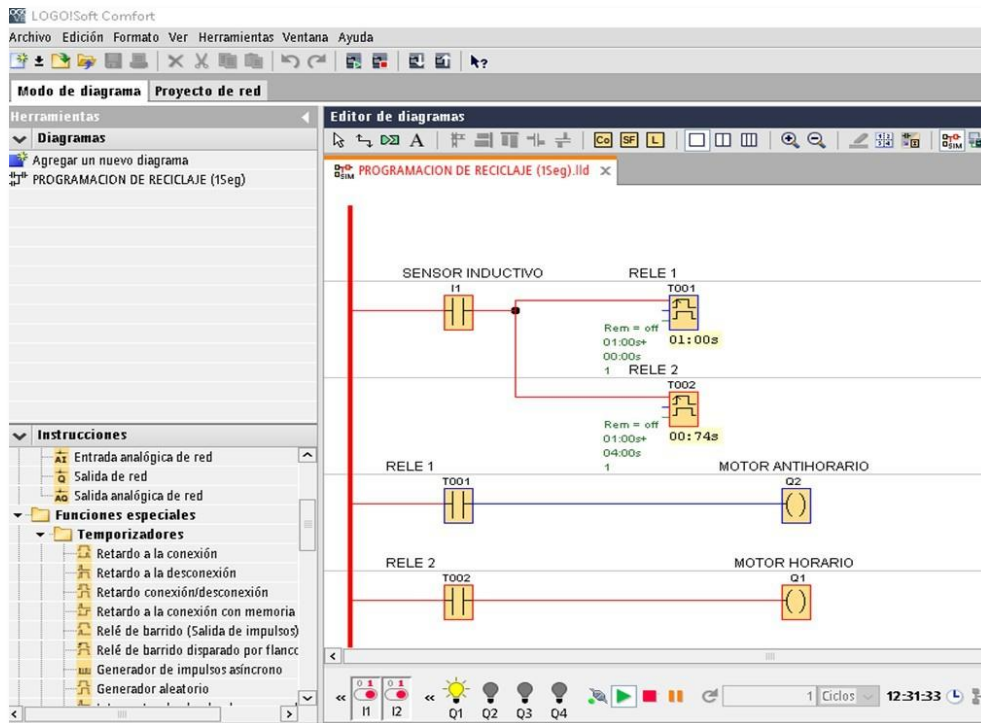 LOGO!Soft Comfort
Archivo Edición Formato Ver Herramientas Ventana Ayuda
Modo de diagrama Proyecto de red
Herramientas
Diagramas
Agregar un nuevo diagrama
PROGRAMACION DE RECICLAJE (1Seg)
Instrucciones
Entrada analógica de red
Salida de red
Salida analógica de red
Funciones especiales
Temporizadores
Retardo a la conexión
Retardo a la desconexión
Retardo conexión/desconexión
Retardo a la conexión con memoria
Relé de barrido (Salida de impulsos)
Relé de barrido disparado por flanco
Generador de impulsos asíncrono
Generador aleatorio
Editor de diagramas
A Co SF L
PROGRAMACION DE RECICLAJE (1Seg).lld
SENSOR INDUCTIVO RELE 1
I1 T001
Rem = off
01:00s+ 01:00s
00:00s
1 RELE 2
T002
Rem = off
01:00s+ 00:74s
04:00s
1
RELE 1 MOTOR ANTIHORARIO
T001 Q2
RELE 2 MOTOR HORARIO
T002 Q1
0 1 0 1
1 Ciclos 12:31:33
I1 I2 Q1 Q2 Q3 Q4